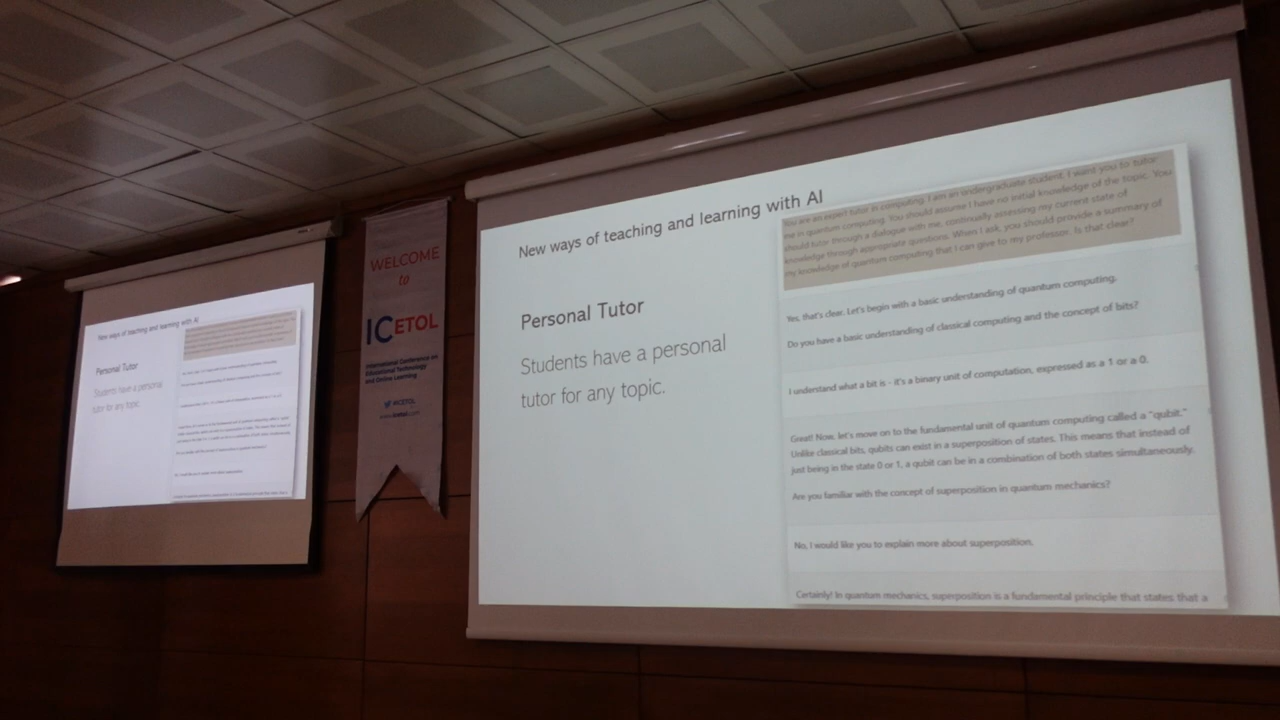 New ways of teaching and learning with AI
Personal Tutor
Students have a personal
tutor for any topic.
WELCOME
to
ICETOL
International Conference on
Educational Technology
and Online Learning
@ICETOL
www.icetol.com
New ways of teaching and learning with AI
Personal Tutor
Students have a personal
tutor for any topic.
You are an expert tutor in computing. I am an undergraduate student. I want you to tutor
me in quantum computing. You should assume I have no initial knowledge of the topic. You
should tutor through a dialogue with me, continually assessing my current state of
knowledge through appropriate questions. When I ask, you should provide a summary of
my knowledge of quantum computing that I can give to my professor. Is that clear?
Yes, that's clear. Let's begin with a basic understanding of quantum computing.
Do you have a basic understanding of classical computing and the concept of bits?
I understand what a bit is - it's a binary unit of computation, expressed as a 1 or a 0.
Great! Now, let's move on to the fundamental unit of quantum computing called a "qubit."
Unlike classical bits, qubits can exist in a superposition of states. This means that instead of
just being in the state 0 or 1, a qubit can be in a combination of both states simultaneously.
Are you familiar with the concept of superposition in quantum mechanics?
No, I would like you to explain more about superposition.
Certainly! In quantum mechanics, superposition is a fundamental principle that states that a